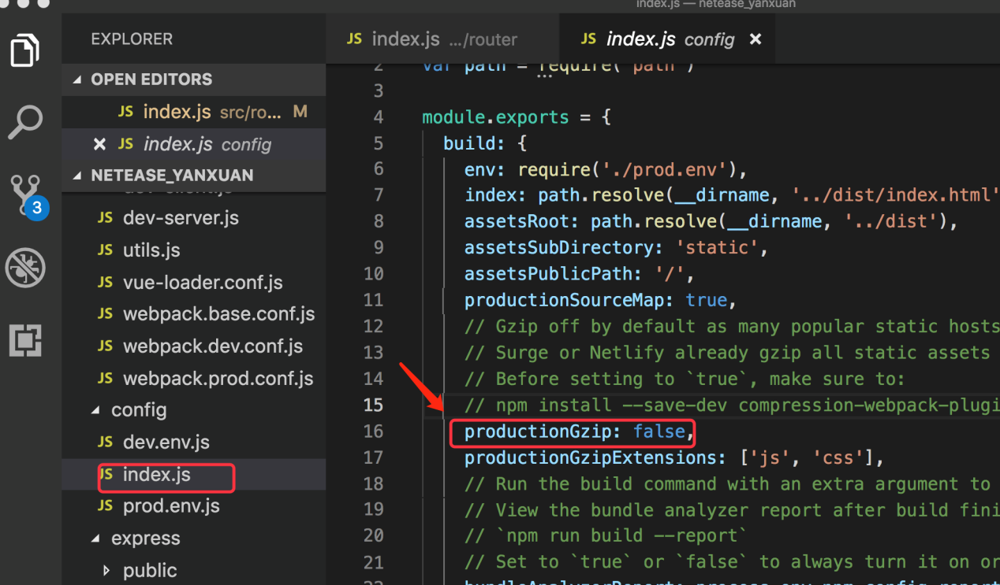 index.js — netease_yanxuan
EXPLORER
OPEN EDITORS
JS index.js src/ro... M
× JS index.js config
NETEASE_YANXUAN
dev-client.js
JS dev-server.js
JS utils.js
JS vue-loader.conf.js
JS webpack.base.conf.js
JS webpack.dev.conf.js
JS webpack.prod.conf.js
config
JS dev.env.js
JS index.js
JS prod.env.js
express
public
3
JS index.js .../router
JS index.js config ×
2 var path = require('path')
3
4 module.exports = {
5 build: {
6 env: require('./prod.env'),
7 index: path.resolve(__dirname, '../dist/index.html'
8 assetsRoot: path.resolve(__dirname, '../dist'),
9 assetsSubDirectory: 'static',
10 assetsPublicPath: '/',
11 productionSourceMap: true,
12 // Gzip off by default as many popular static hosts
13 // Surge or Netlify already gzip all static assets
14 // Before setting to `true`, make sure to:
15 // npm install --save-dev compression-webpack-plugi
16 productionGzip: false,
17 productionGzipExtensions: ['js', 'css'],
18 // Run the build command with an extra argument to
19 // View the bundle analyzer report after build fini
20 // `npm run build --report`
21 // Set to `true` or `false` to always turn it on or
22 bundleAnalyzerReport: process.env.npm_config_report